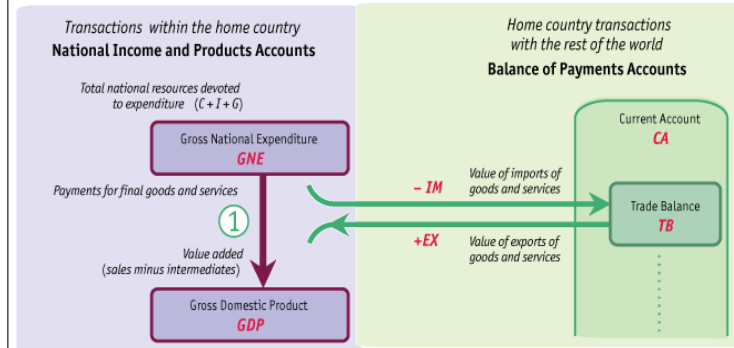 Transactions within the home country
National Income and Products Accounts
Total national resources devoted
to expenditure (C + I + G)
Gross National Expenditure
GNE
Payments for final goods and services
1
Value added
(sales minus intermediates)
Gross Domestic Product
GDP
Home country transactions
with the rest of the world
Balance of Payments Accounts
Current Account
CA
– IM
Value of imports of
goods and services
Trade Balance
TB
+EX
Value of exports of
goods and services